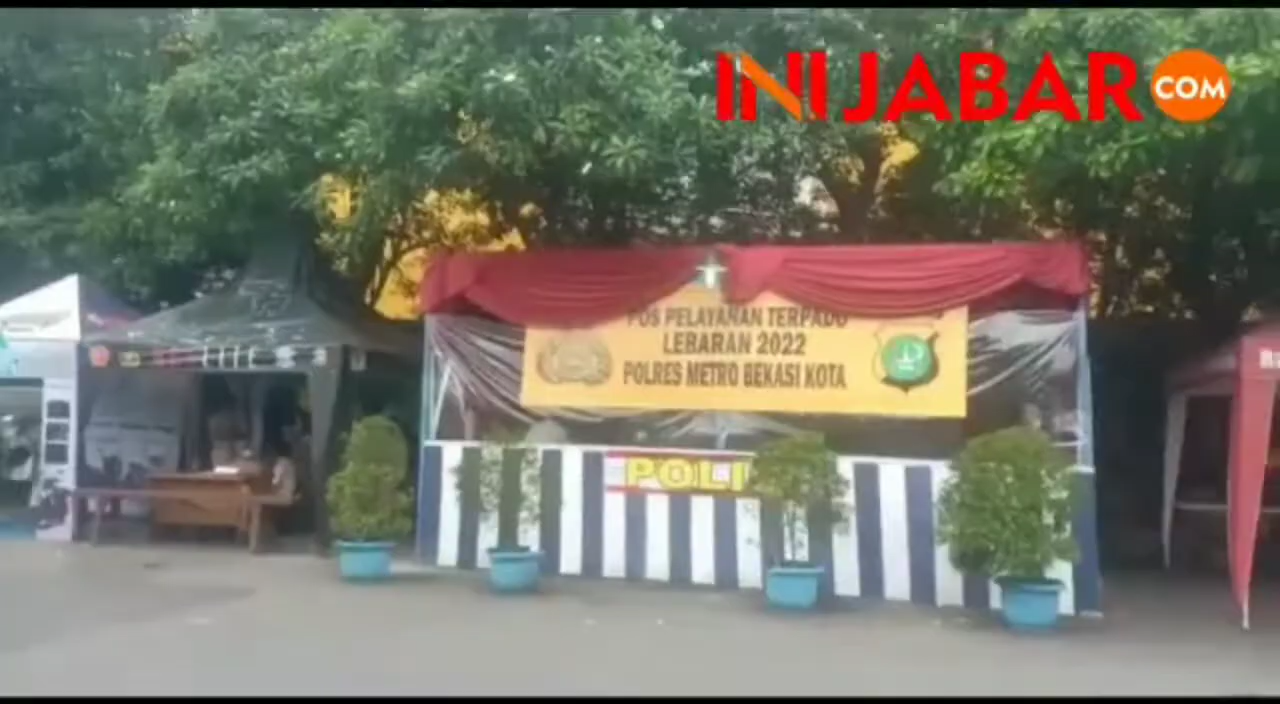 INIJABAR COM
POS PELAYANAN TERPADU
LEBARAN 2022
POLRES METRO BEKASI KOTA
POLI